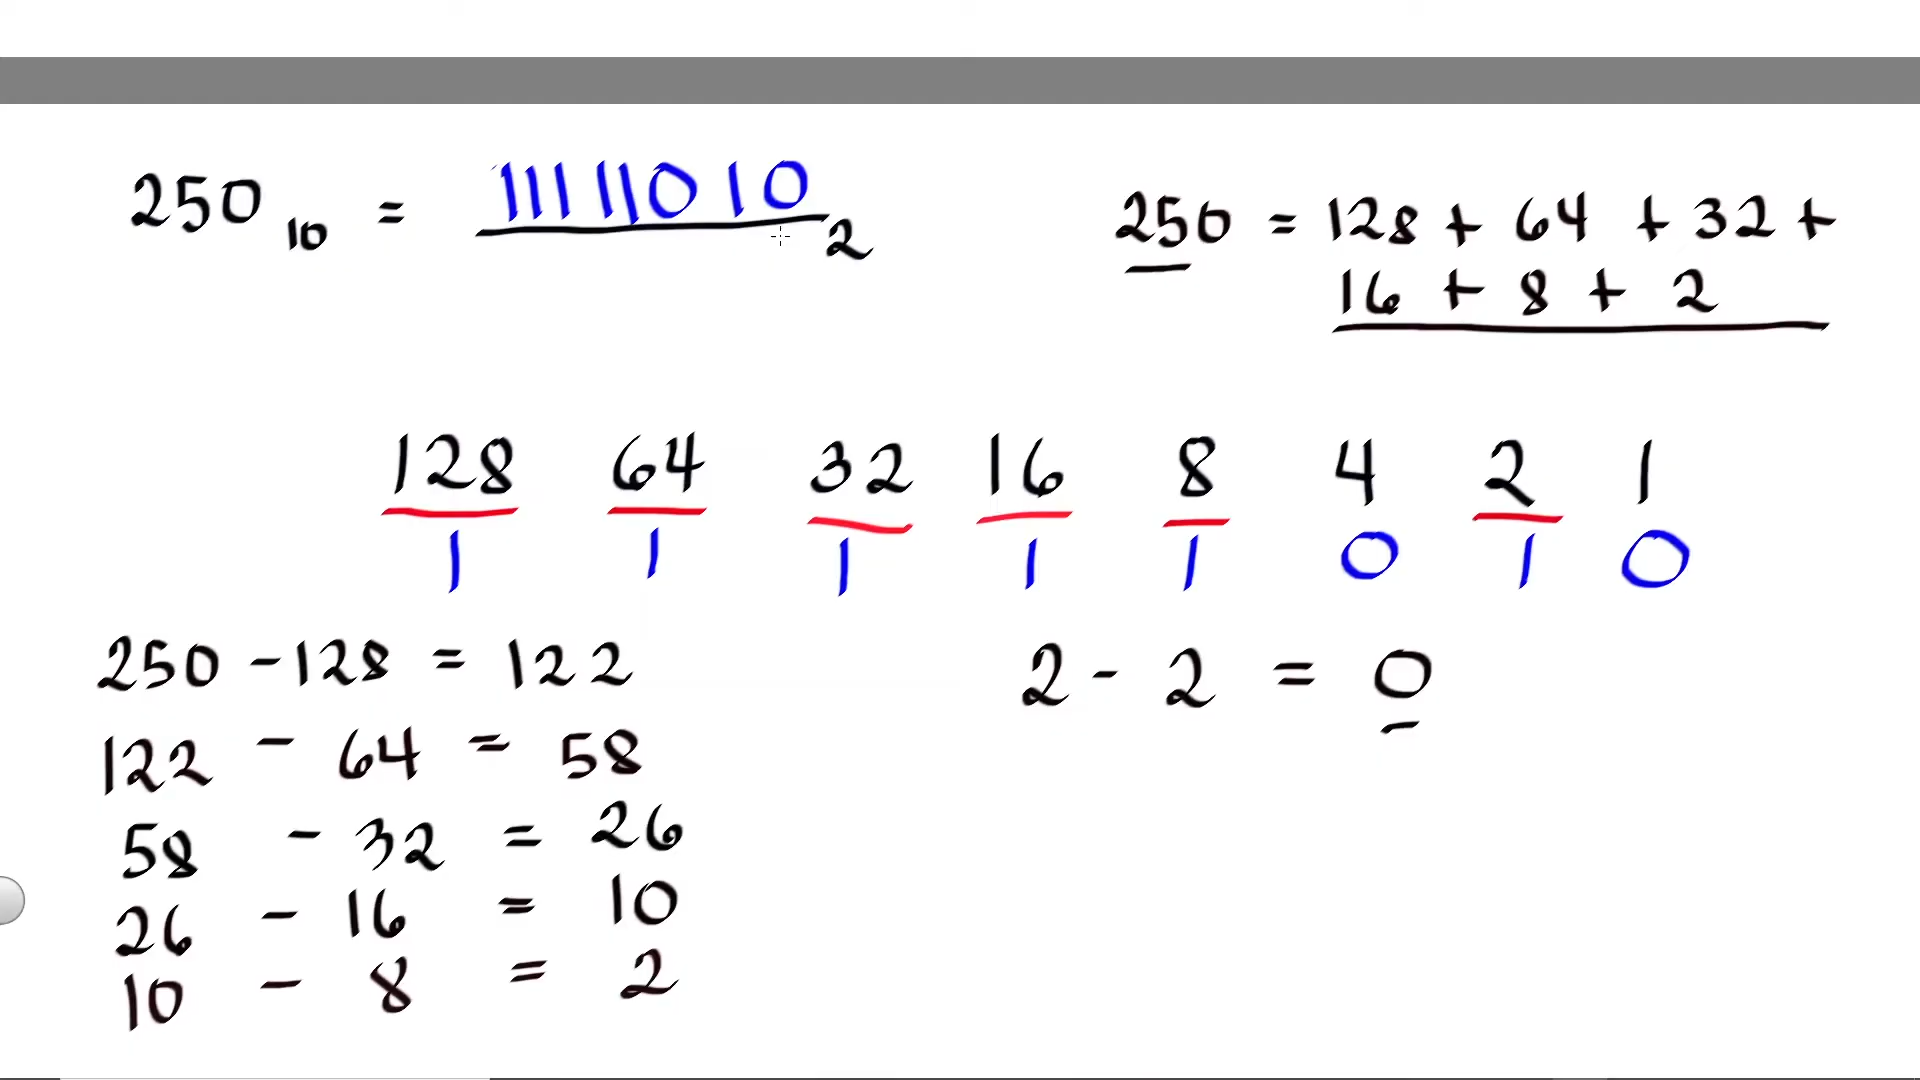 250₁₀ = 11111010₂
250 = 128 + 64 + 32 +
16 + 8 + 2
128 64 32 16 8 4 2 1
1 1 1 1 1 0 1 0
250 - 128 = 122
122 - 64 = 58
58 - 32 = 26
26 - 16 = 10
10 - 8 = 2
2 - 2 = 0